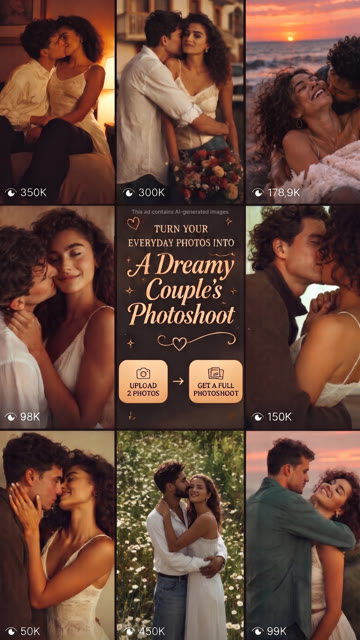 350K
300K
178,9K
This ad contains AI-generated images
TURN YOUR
EVERYDAY PHOTOS INTO
A Dreamy
Couple's
Photoshoot
UPLOAD
2 PHOTOS
GET A FULL
PHOTOSHOOT
98K
150K
50K
450K
99K